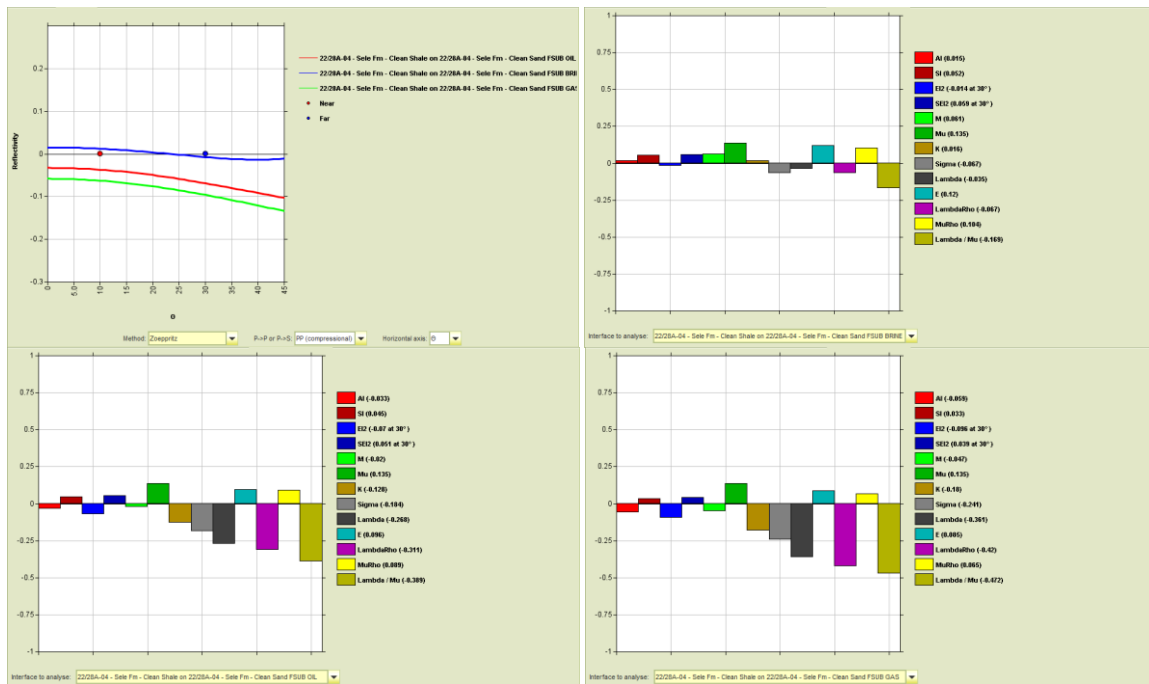 0.2
0.1
0
-0.1
-0.2
-0.3
Reflectivity
0
5.0
10
15
20
25
30
35
40
45
Θ
22/28A-04 - Sele Fm - Clean Shale on 22/28A-04 - Sele Fm - Clean Sand FSUB OIL
22/28A-04 - Sele Fm - Clean Shale on 22/28A-04 - Sele Fm - Clean Sand FSUB BRI
22/28A-04 - Sele Fm - Clean Shale on 22/28A-04 - Sele Fm - Clean Sand FSUB GAS
Near
Far
Method: Zoeppritz P->P or P->S: PP (compressional) Horizontal axis: Θ
1
0.75
0.5
0.25
0
-0.25
-0.5
-0.75
-1
AI (0.015)
SI (0.052)
EI2 (-0.014 at 30°)
SEI2 (0.059 at 30°)
M (0.061)
Mu (0.135)
K (0.016)
Sigma (-0.067)
Lambda (-0.035)
E (0.12)
LambdaRho (-0.067)
MuRho (0.104)
Lambda / Mu (-0.169)
Interface to analyse: 22/28A-04 - Sele Fm - Clean Shale on 22/28A-04 - Sele Fm - Clean Sand FSUB BRINE
1
0.75
0.5
0.25
0
-0.25
-0.5
-0.75
-1
AI (-0.033)
SI (0.045)
EI2 (-0.07 at 30°)
SEI2 (0.051 at 30°)
M (-0.02)
Mu (0.135)
K (-0.128)
Sigma (-0.184)
Lambda (-0.268)
E (0.096)
LambdaRho (-0.311)
MuRho (0.089)
Lambda / Mu (-0.389)
Interface to analyse: 22/28A-04 - Sele Fm - Clean Shale on 22/28A-04 - Sele Fm - Clean Sand FSUB OIL
1
0.75
0.5
0.25
0
-0.25
-0.5
-0.75
-1
AI (-0.059)
SI (0.033)
EI2 (-0.096 at 30°)
SEI2 (0.039 at 30°)
M (-0.047)
Mu (0.135)
K (-0.18)
Sigma (-0.241)
Lambda (-0.361)
E (0.085)
LambdaRho (-0.42)
MuRho (0.065)
Lambda / Mu (-0.472)
Interface to analyse: 22/28A-04 - Sele Fm - Clean Shale on 22/28A-04 - Sele Fm - Clean Sand FSUB GAS